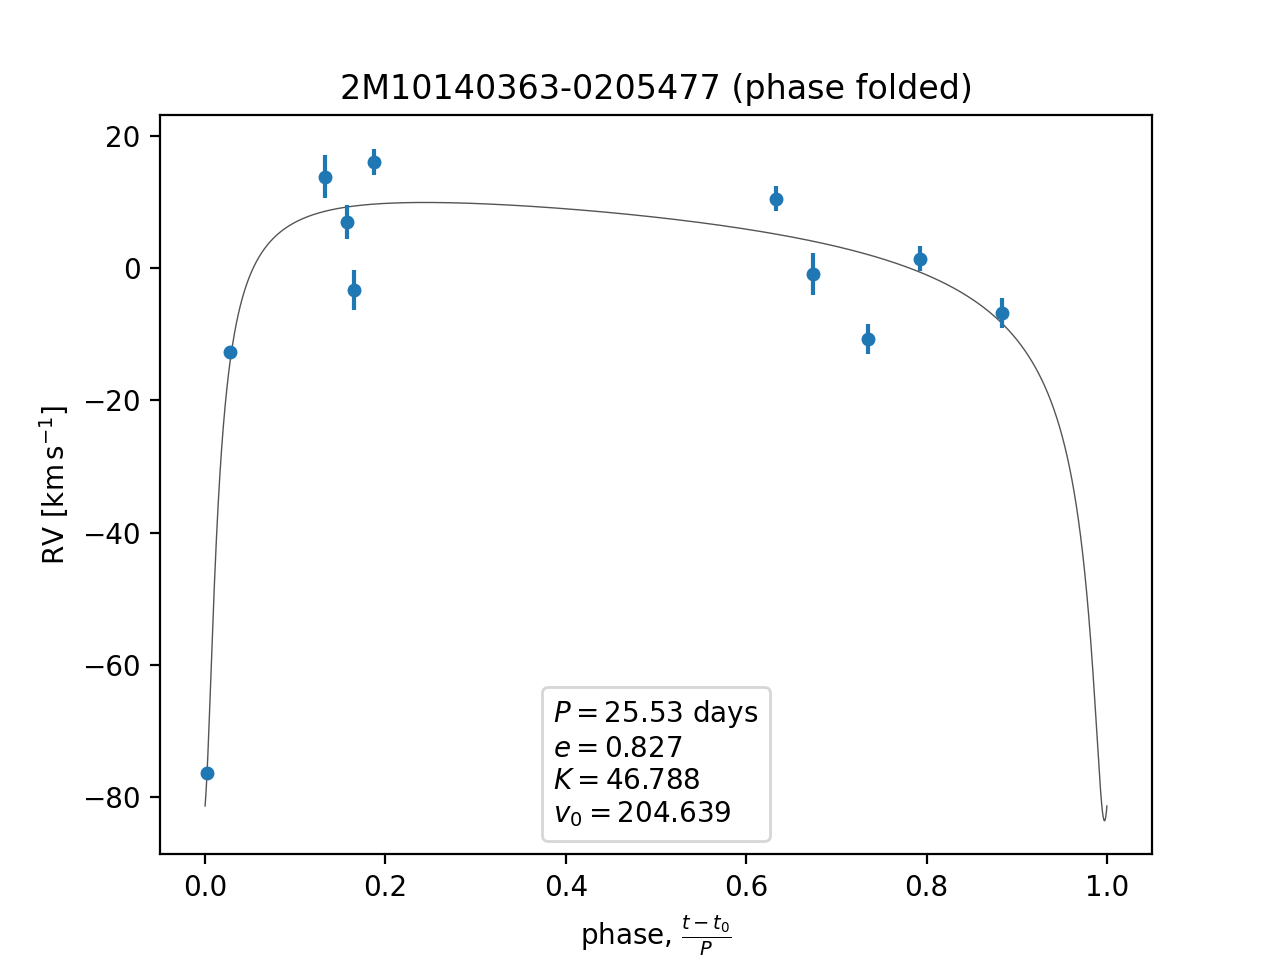 2M10140363-0205477 (phase folded)
20
0
−20
−40
−60
−80
RV [km s⁻¹]
P = 25.53 days
e = 0.827
K = 46.788
v₀ = 204.639
0.0 0.2 0.4 0.6 0.8 1.0
phase, (t − t₀)/P